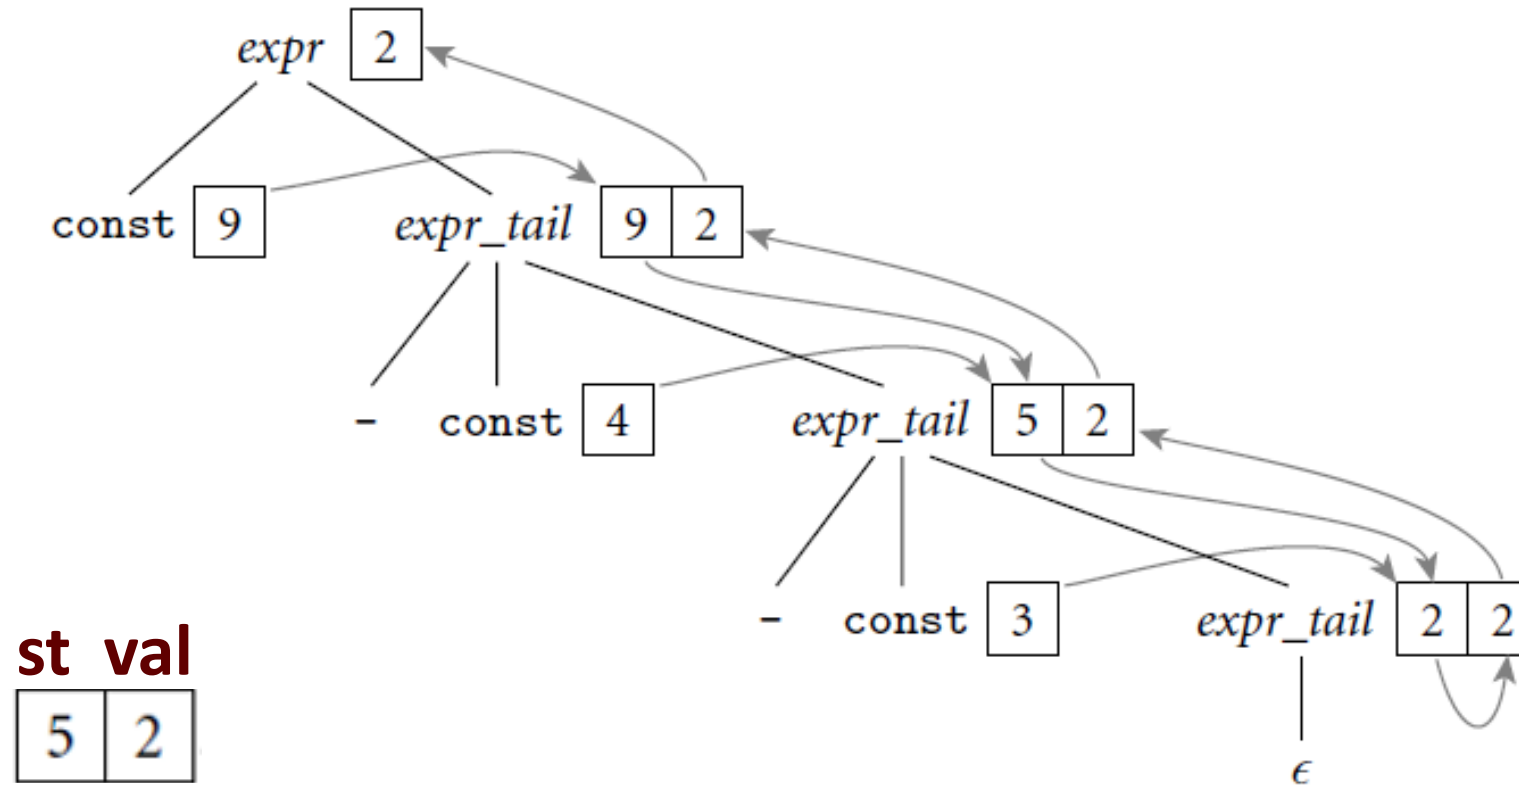 expr 2
const 9 expr_tail 9 2
- const 4 expr_tail 5 2
- const 3 expr_tail 2 2
st val
5 2
ϵ